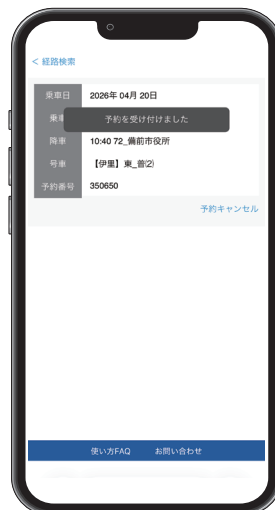 < 経路検索
乗車日 2026年 04月 20日
乗車
予約を受け付けました
降車 10:40 72_備前市役所
号車 【伊里】東_普⑵
予約番号 350650
予約キャンセル
使い方FAQ お問い合わせ